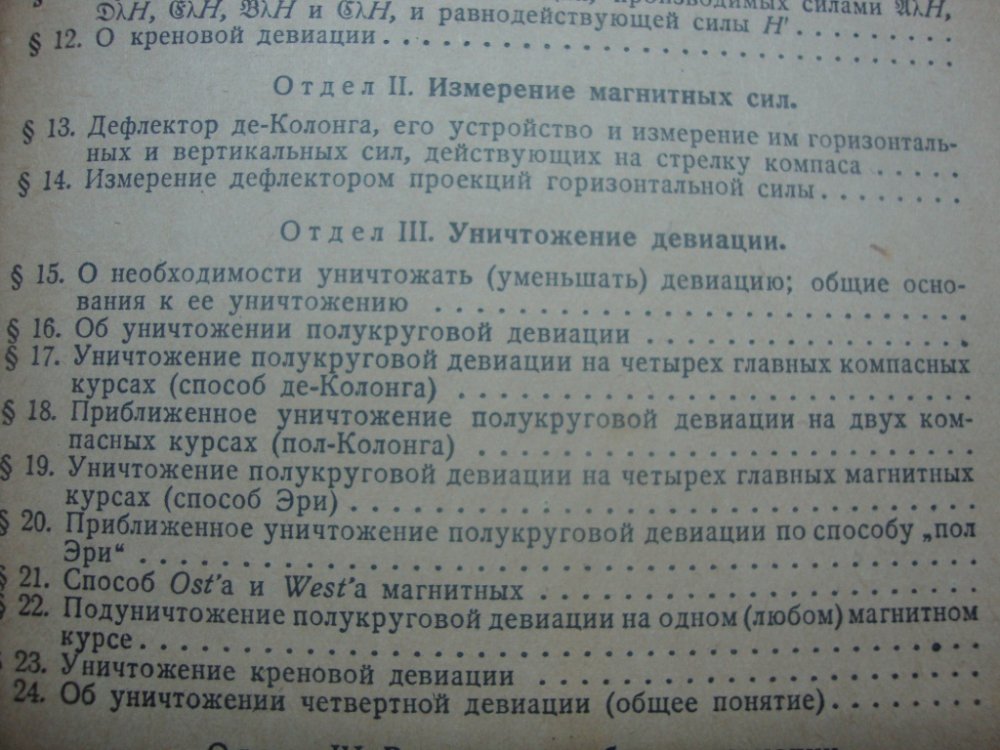 производимых силами 𝔄λH,
𝔇λH, 𝔈λH, 𝔅λH и ℭλH, и равнодействующей силы H'
§ 12. О креновой девиации
Отдел II. Измерение магнитных сил.
§ 13. Дефлектор де-Колонга, его устройство и измерение им горизонталь-
ных и вертикальных сил, действующих на стрелку компаса
§ 14. Измерение дефлектором проекций горизонтальной силы
Отдел III. Уничтожение девиации.
§ 15. О необходимости уничтожать (уменьшать) девиацию; общие осно-
вания к ее уничтожению
§ 16. Об уничтожении полукруговой девиации
§ 17. Уничтожение полукруговой девиации на четырех главных компасных
курсах (способ де-Колонга)
§ 18. Приближенное уничтожение полукруговой девиации на двух ком-
пасных курсах (пол-Колонга)
§ 19. Уничтожение полукруговой девиации на четырех главных магнитных
курсах (способ Эри)
§ 20. Приближенное уничтожение полукруговой девиации по способу „пол
Эри“
§ 21. Способ Ost'а и West'а магнитных
§ 22. Подуничтожение полукруговой девиации на одном (любом) магнитном
курсе
23. Уничтожение креновой девиации
24. Об уничтожении четвертной девиации (общее понятие)